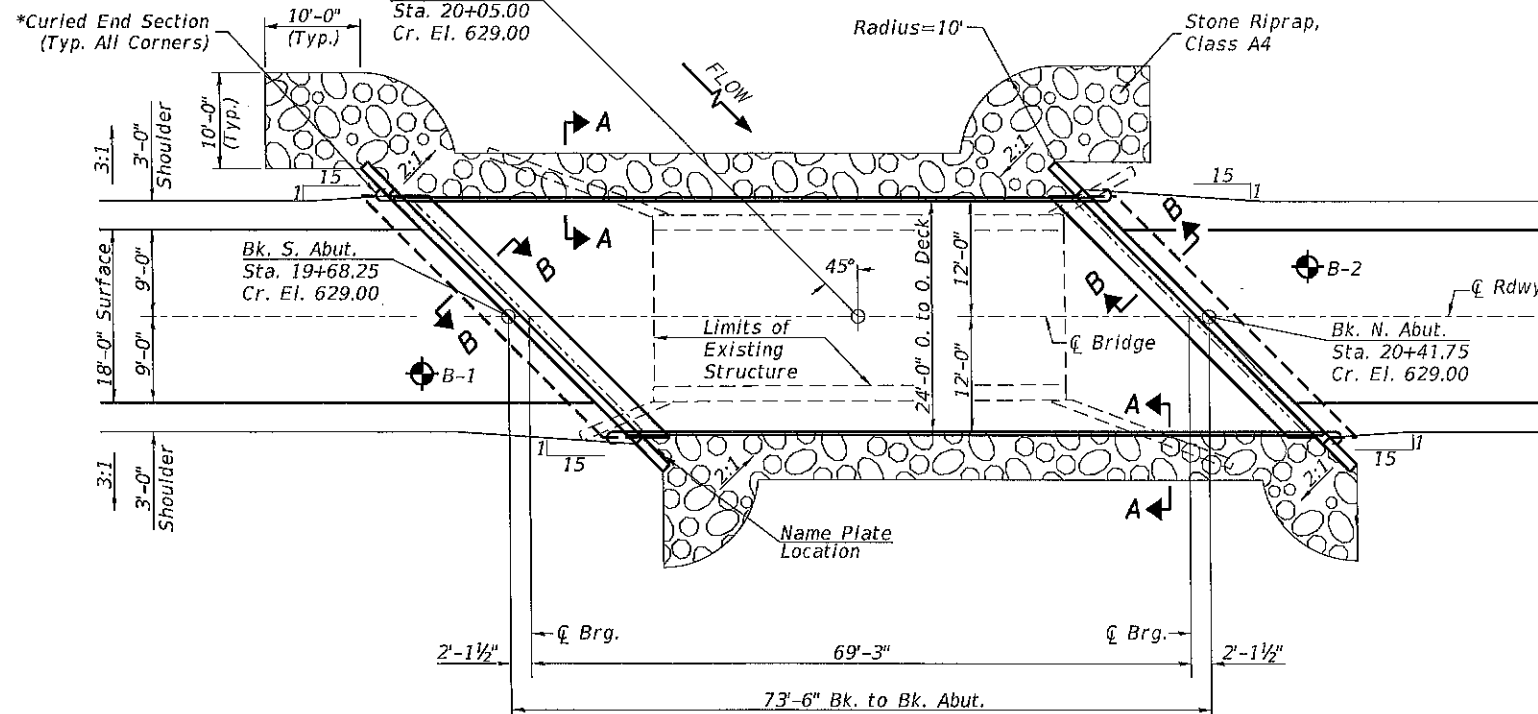 *Curled End Section
(Typ. All Corners)
10'-0"
(Typ.)
10'-0"
(Typ.)
Sta. 20+05.00
Cr. El. 629.00
FLOW
Radius=10'
Stone Riprap,
Class A4
3:1
3'-0"
Shoulder
A
A
2:1
2:1
15
1
15
1
18'-0" Surface
9'-0"
9'-0"
Bk. S. Abut.
Sta. 19+68.25
Cr. El. 629.00
B
B
B-1
45°
Limits of
Existing
Structure
24'-0" O. to O. Deck
12'-0"
12'-0"
℄ Bridge
B
B
B-2
℄ Rdwy
Bk. N. Abut.
Sta. 20+41.75
Cr. El. 629.00
3:1
3'-0"
Shoulder
1
15
2:1
A
A
2:1
1
15
Name Plate
Location
℄ Brg.
℄ Brg.
2'-1½"
69'-3"
2'-1½"
73'-6" Bk. to Bk. Abut.